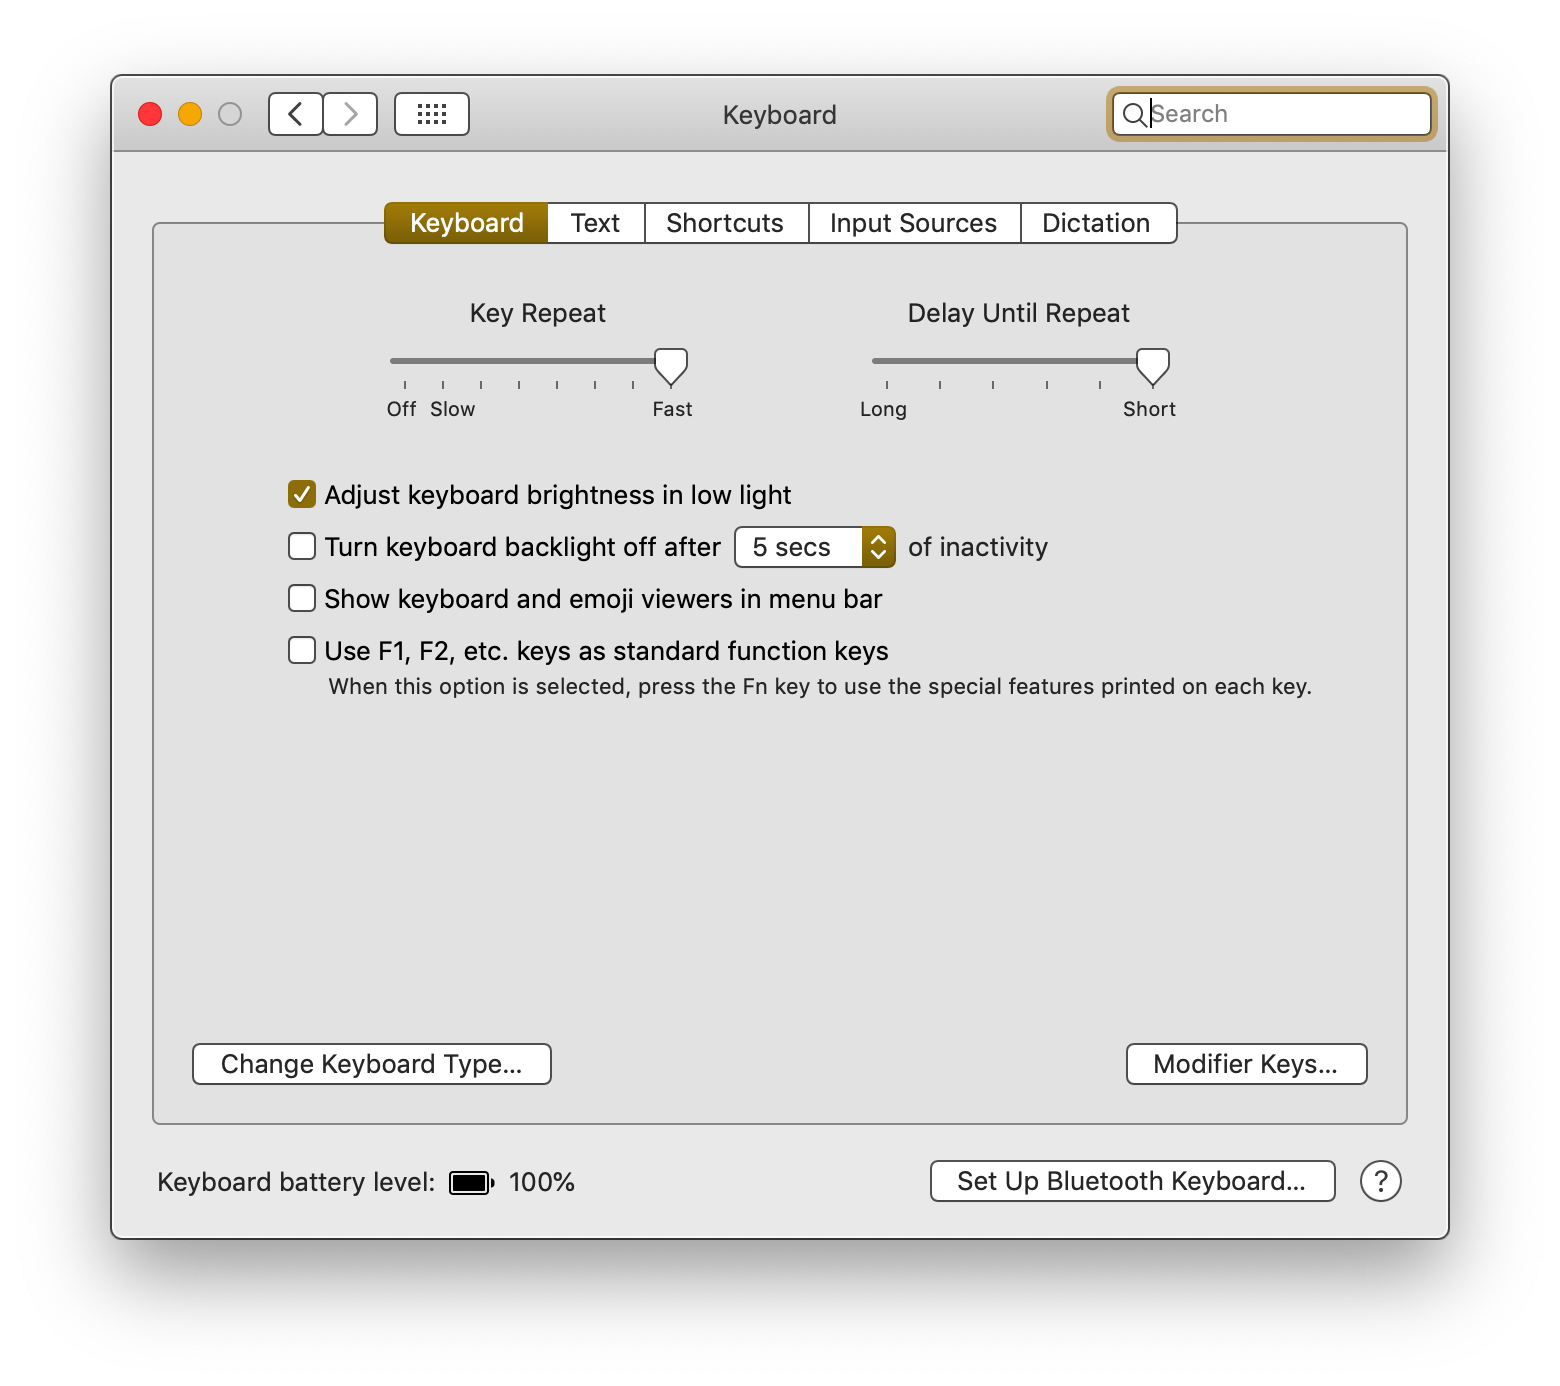 Keyboard
Search
Keyboard Text Shortcuts Input Sources Dictation
Key Repeat Delay Until Repeat
Off Slow Fast Long Short
Adjust keyboard brightness in low light
Turn keyboard backlight off after 5 secs of inactivity
Show keyboard and emoji viewers in menu bar
Use F1, F2, etc. keys as standard function keys
When this option is selected, press the Fn key to use the special features printed on each key.
Change Keyboard Type... Modifier Keys...
Keyboard battery level: 100% Set Up Bluetooth Keyboard... ?